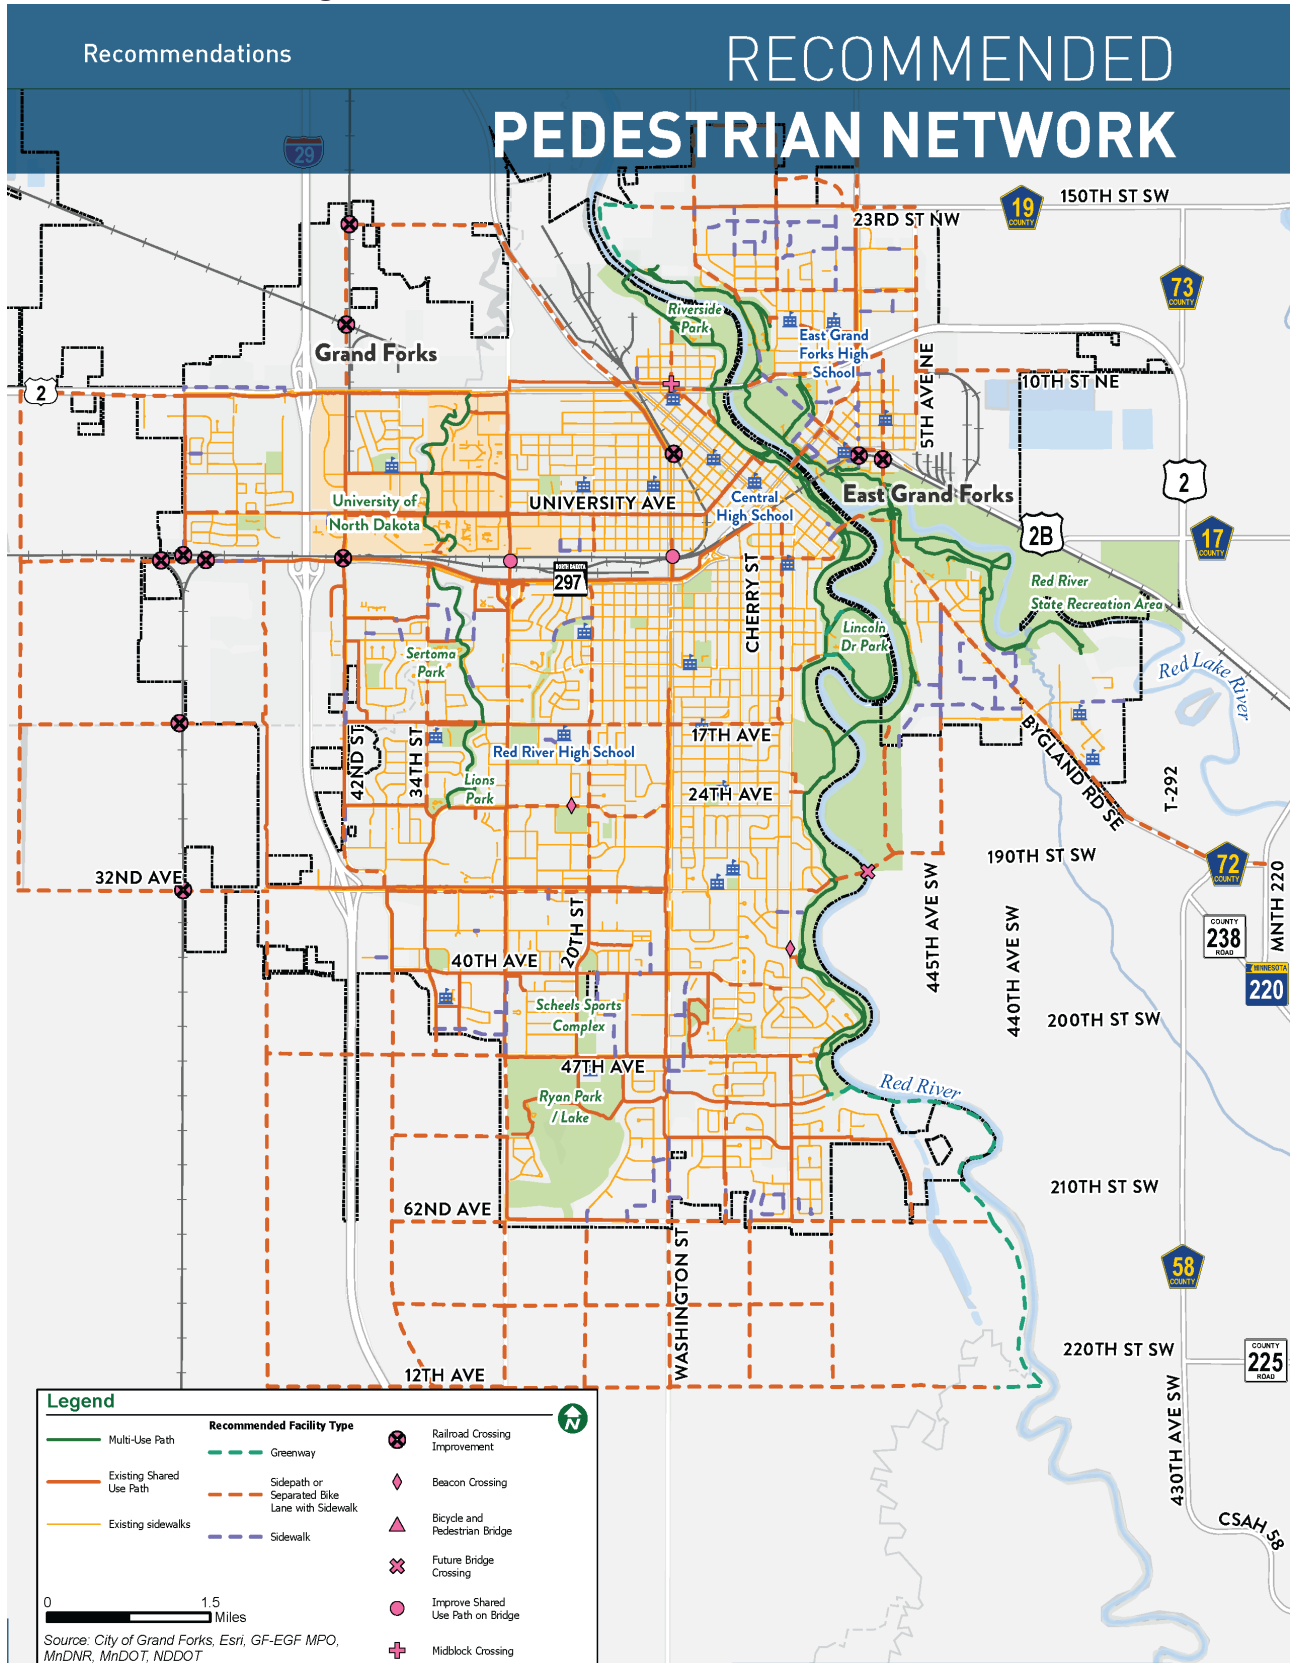 Recommendations
RECOMMENDED
PEDESTRIAN NETWORK
29
19
COUNTY
150TH ST SW
23RD ST NW
73
COUNTY
Riverside
Park
East Grand
Forks High
School
Grand Forks
2
10TH ST NE
5TH AVE NE
University of
North Dakota
UNIVERSITY AVE
Central
High School
East Grand Forks
2
2B
17
COUNTY
NORTH DAKOTA
297
CHERRY ST
Red River
State Recreation Area
Lincoln
Dr Park
Sertoma
Park
Red Lake River
17TH AVE
Red River High School
42ND ST
34TH ST
Lions
Park
24TH AVE
BYGLAND RD SE
T-292
190TH ST SW
72
COUNTY
32ND AVE
445TH AVE SW
440TH AVE SW
MNTH 220
COUNTY
238
ROAD
20TH ST
40TH AVE
MINNESOTA
220
Scheels Sports
Complex
200TH ST SW
47TH AVE
Red River
Ryan Park
/ Lake
210TH ST SW
62ND AVE
WASHINGTON ST
58
COUNTY
220TH ST SW
COUNTY
225
ROAD
12TH AVE
430TH AVE SW
CSAH 58
Legend
N
Multi-Use Path
Existing Shared
Use Path
Existing sidewalks
Recommended Facility Type
Greenway
Sidepath or
Separated Bike
Lane with Sidewalk
Sidewalk
Railroad Crossing
Improvement
Beacon Crossing
Bicycle and
Pedestrian Bridge
Future Bridge
Crossing
Improve Shared
Use Path on Bridge
Midblock Crossing
0
1.5
Miles
Source: City of Grand Forks, Esri, GF-EGF MPO,
MnDNR, MnDOT, NDDOT